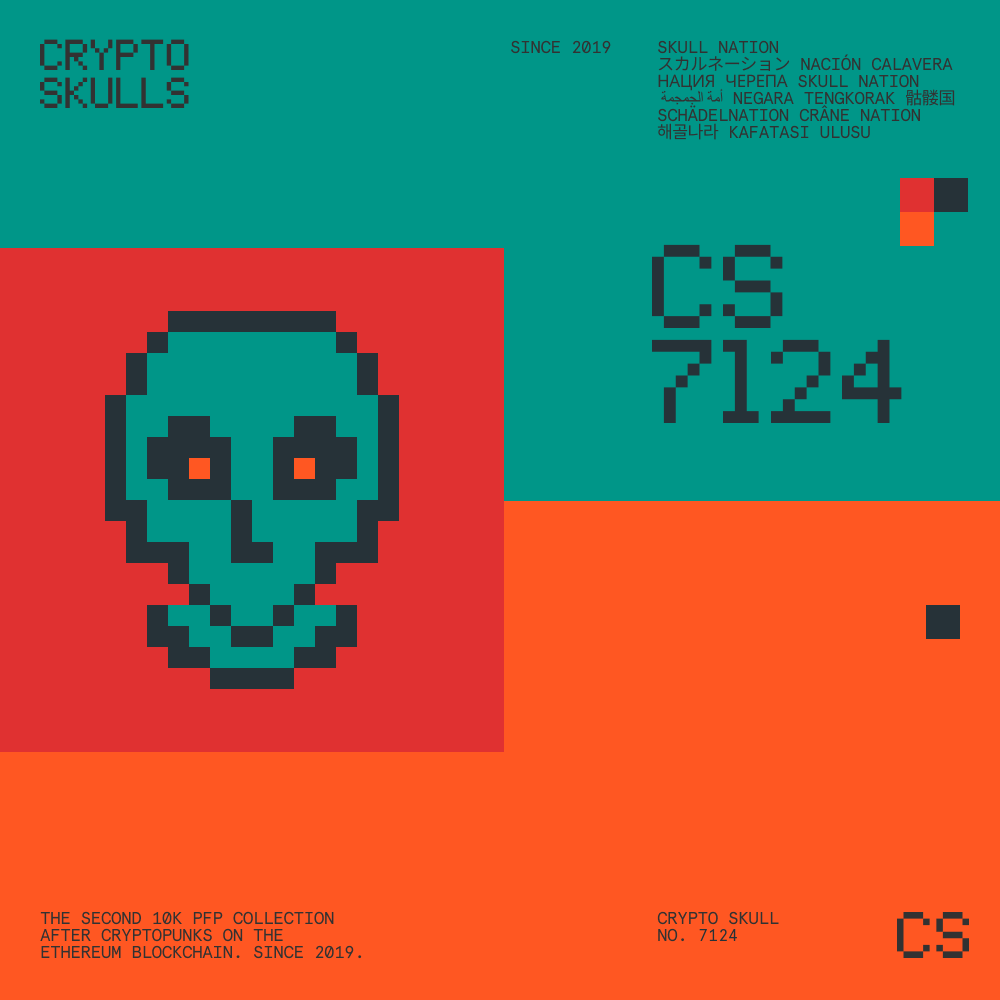 CRYPTO
SKULLS
SINCE 2019
SKULL NATION
スカルネーション NACIÓN CALAVERA
НАЦИЯ ЧЕРЕПА SKULL NATION
أمة الجمجمة NEGARA TENGKORAK 骷髅国
SCHÄDELNATION CRÂNE NATION
해골나라 KAFATASI ULUSU
CS
7124
THE SECOND 10K PFP COLLECTION
AFTER CRYPTOPUNKS ON THE
ETHEREUM BLOCKCHAIN. SINCE 2019.
CRYPTO SKULL
NO. 7124
CS